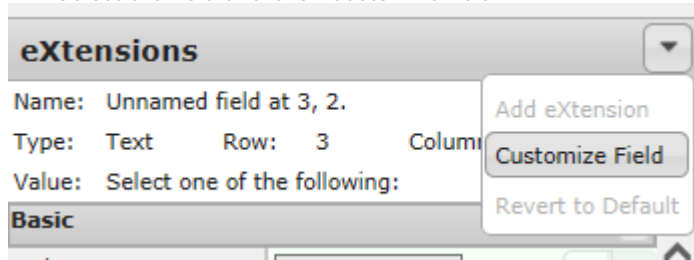 eXtensions
Name: Unnamed field at 3, 2.
Add eXtension
Type: Text Row: 3
Customize Field
Value: Select one of the following:
Revert to Default
Basic